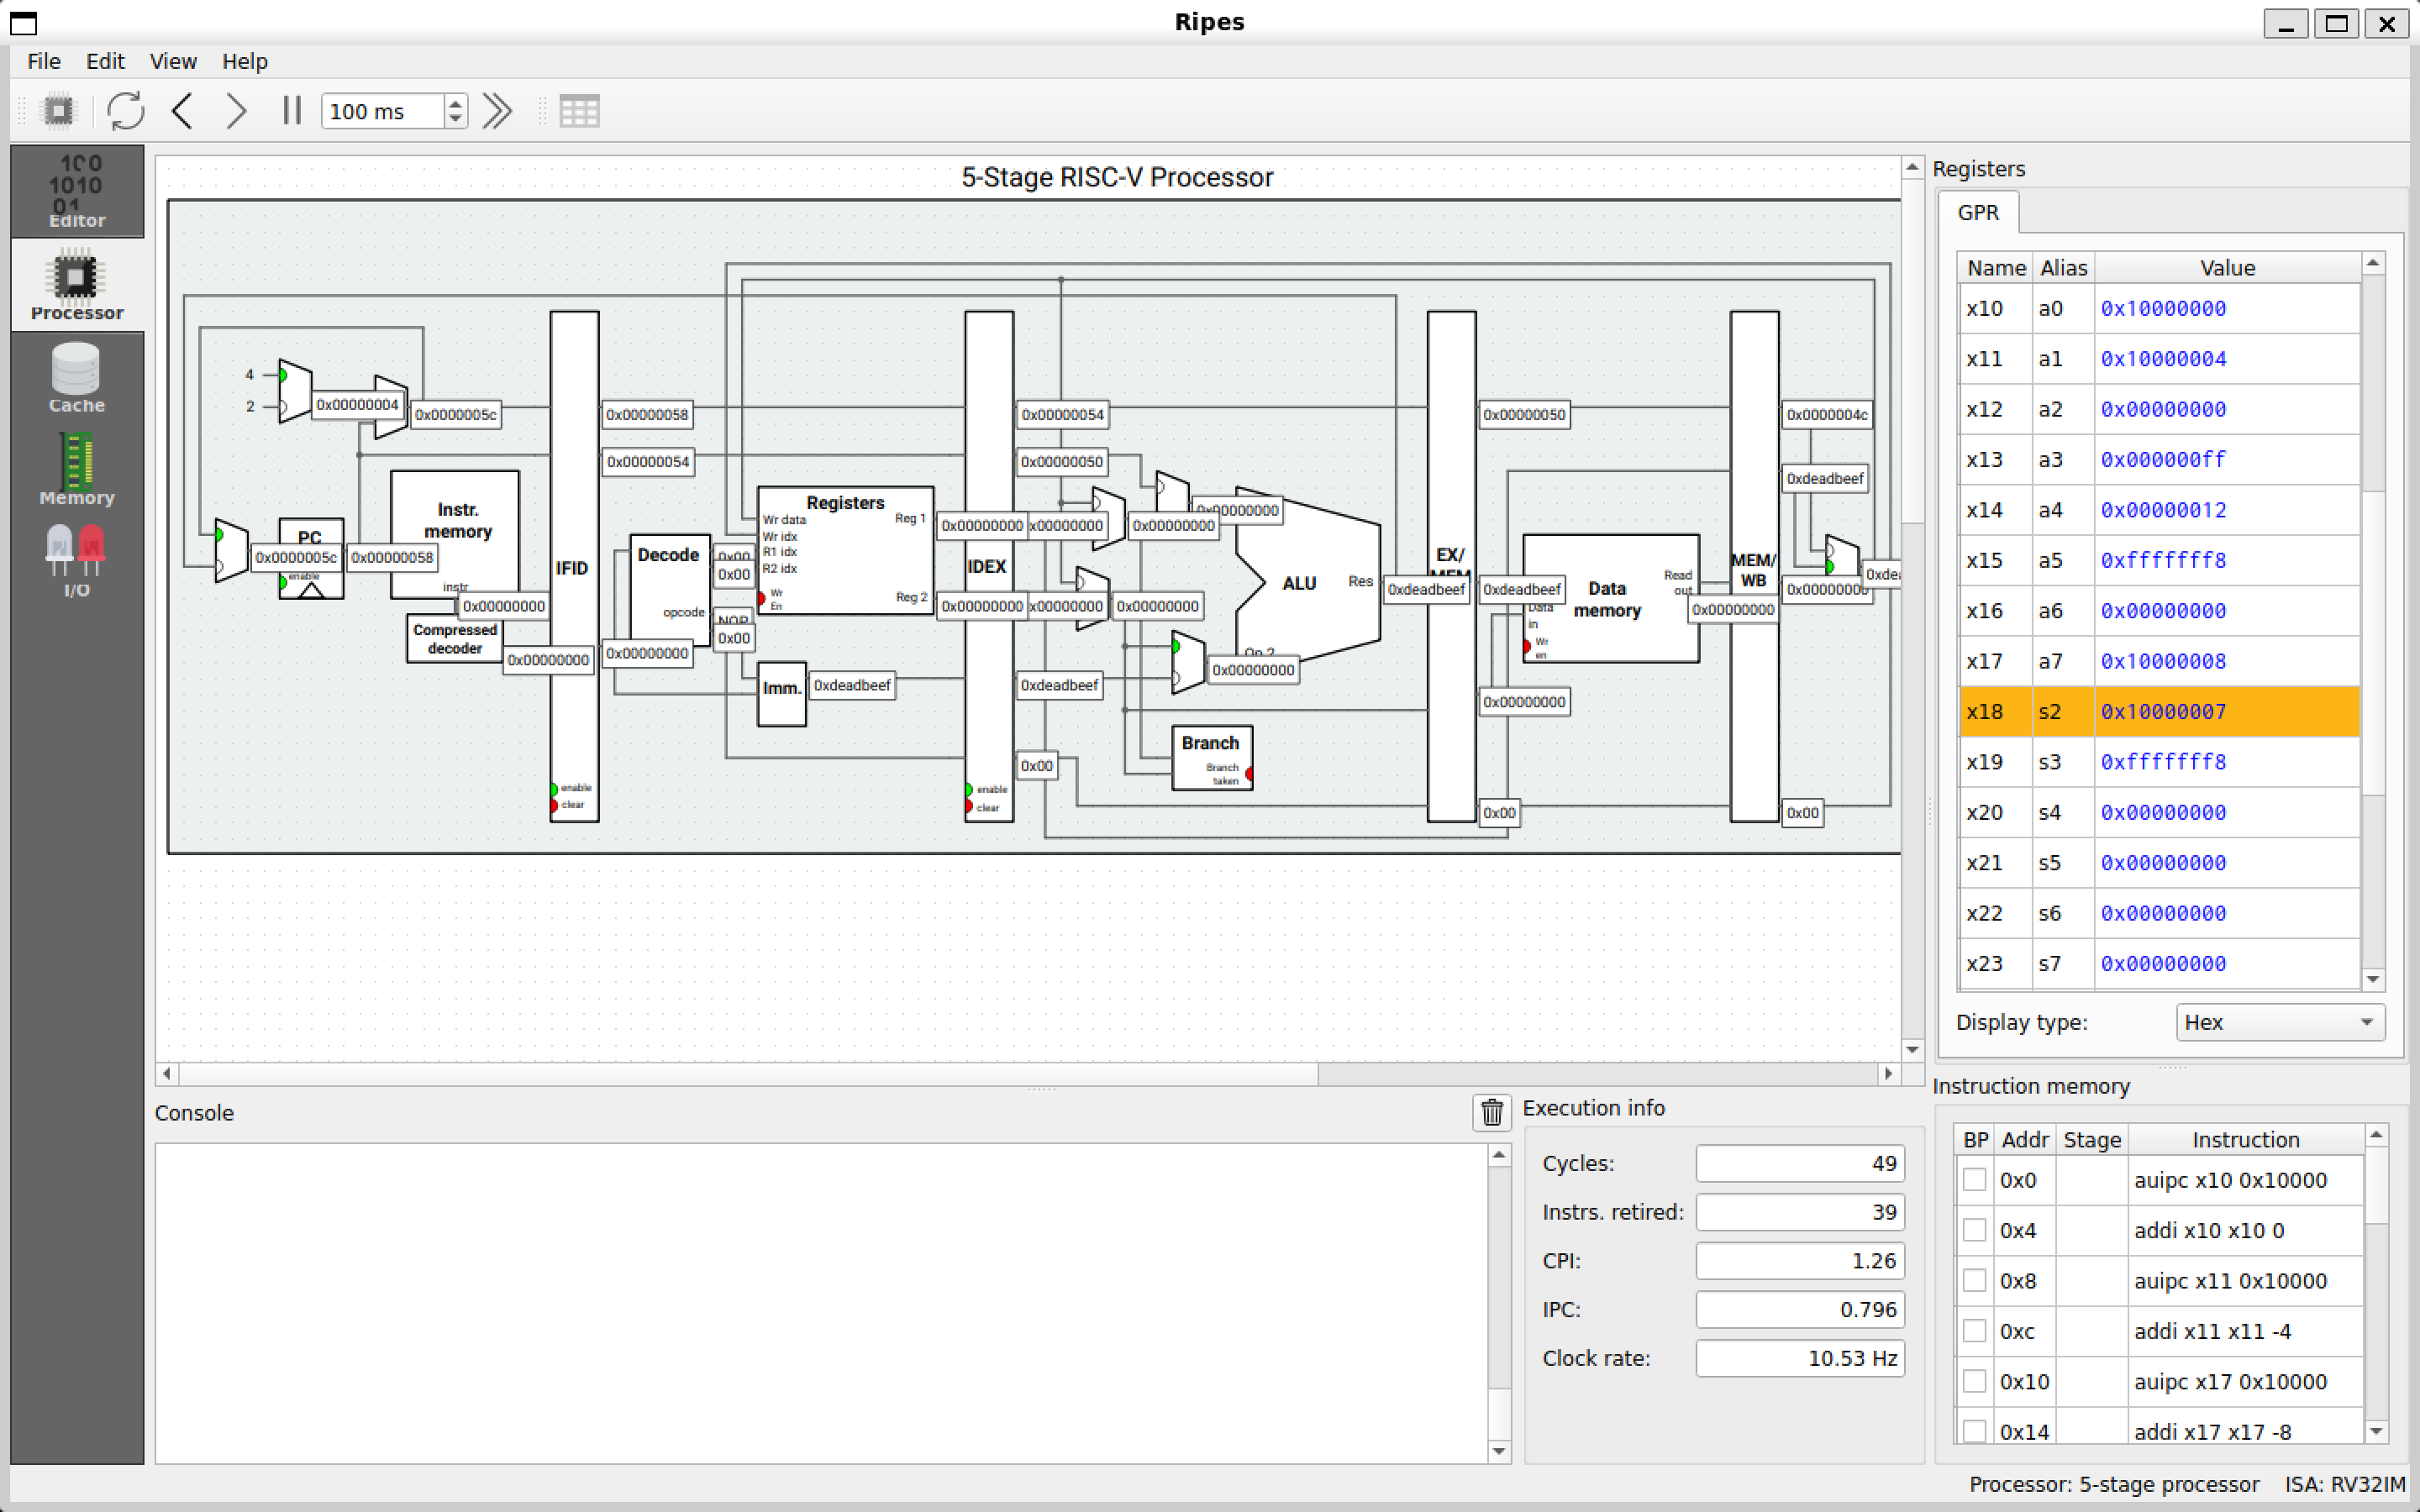 Ripes
File Edit View Help
100 ms
Editor
Processor
Cache
Memory
I/O
5-Stage RISC-V Processor
4
2
0x00000004
0x0000005c
0x00000058
0x00000054
0x00000054
0x00000050
0x00000050
0x0000004c
0xdeadbeef
PC
enable
0x0000005c
0x00000058
Instr.
memory
instr
0x00000000
Compressed
decoder
0x00000000
IFID
enable
clear
Decode
opcode
0x00
0x00
NOP
0x00
0x00000000
Registers
Wr data
Wr idx
R1 idx
R2 idx
Wr
En
Reg 1
Reg 2
0x00000000
0x00000000
Imm.
0xdeadbeef
IDEX
enable
clear
x00000000
x00000000
0x00000000
0x00000000
0x00000000
0xdeadbeef
0x00
ALU
Res
Op 2
0x00000000
Branch
Branch
taken
0xdeadbeef
EX/
MEM
0xdeadbeef
0x00000000
0x00
Data
memory
Data
in
Wr
en
Read
out
0x00000000
MEM/
WB
0x00000000
0x00
Registers
GPR
Name Alias Value
x10 a0 0x10000000
x11 a1 0x10000004
x12 a2 0x00000000
x13 a3 0x000000ff
x14 a4 0x00000012
x15 a5 0xfffffff8
x16 a6 0x00000000
x17 a7 0x10000008
x18 s2 0x10000007
x19 s3 0xfffffff8
x20 s4 0x00000000
x21 s5 0x00000000
x22 s6 0x00000000
x23 s7 0x00000000
Display type: Hex
Console
Execution info
Cycles: 49
Instrs. retired: 39
CPI: 1.26
IPC: 0.796
Clock rate: 10.53 Hz
Instruction memory
BP Addr Stage Instruction
0x0 auipc x10 0x10000
0x4 addi x10 x10 0
0x8 auipc x11 0x10000
0xc addi x11 x11 -4
0x10 auipc x17 0x10000
0x14 addi x17 x17 -8
Processor: 5-stage processor ISA: RV32IM